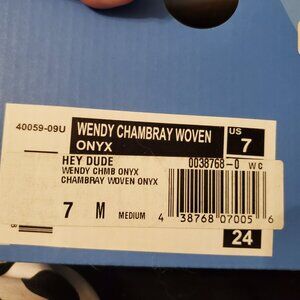 40059-09U
WENDY CHAMBRAY WOVEN
ONYX
US
7
HEY DUDE
0038768-0 WC
WENDY CHMB ONYX
CHAMBRAY WOVEN ONYX
7 M MEDIUM
4 38768 07005 6
24